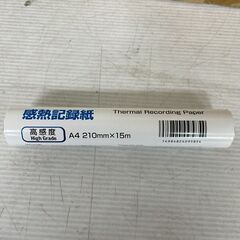 感熱記録紙
Thermal Recording Paper
高感度
High Grade
A4 210mm×15m